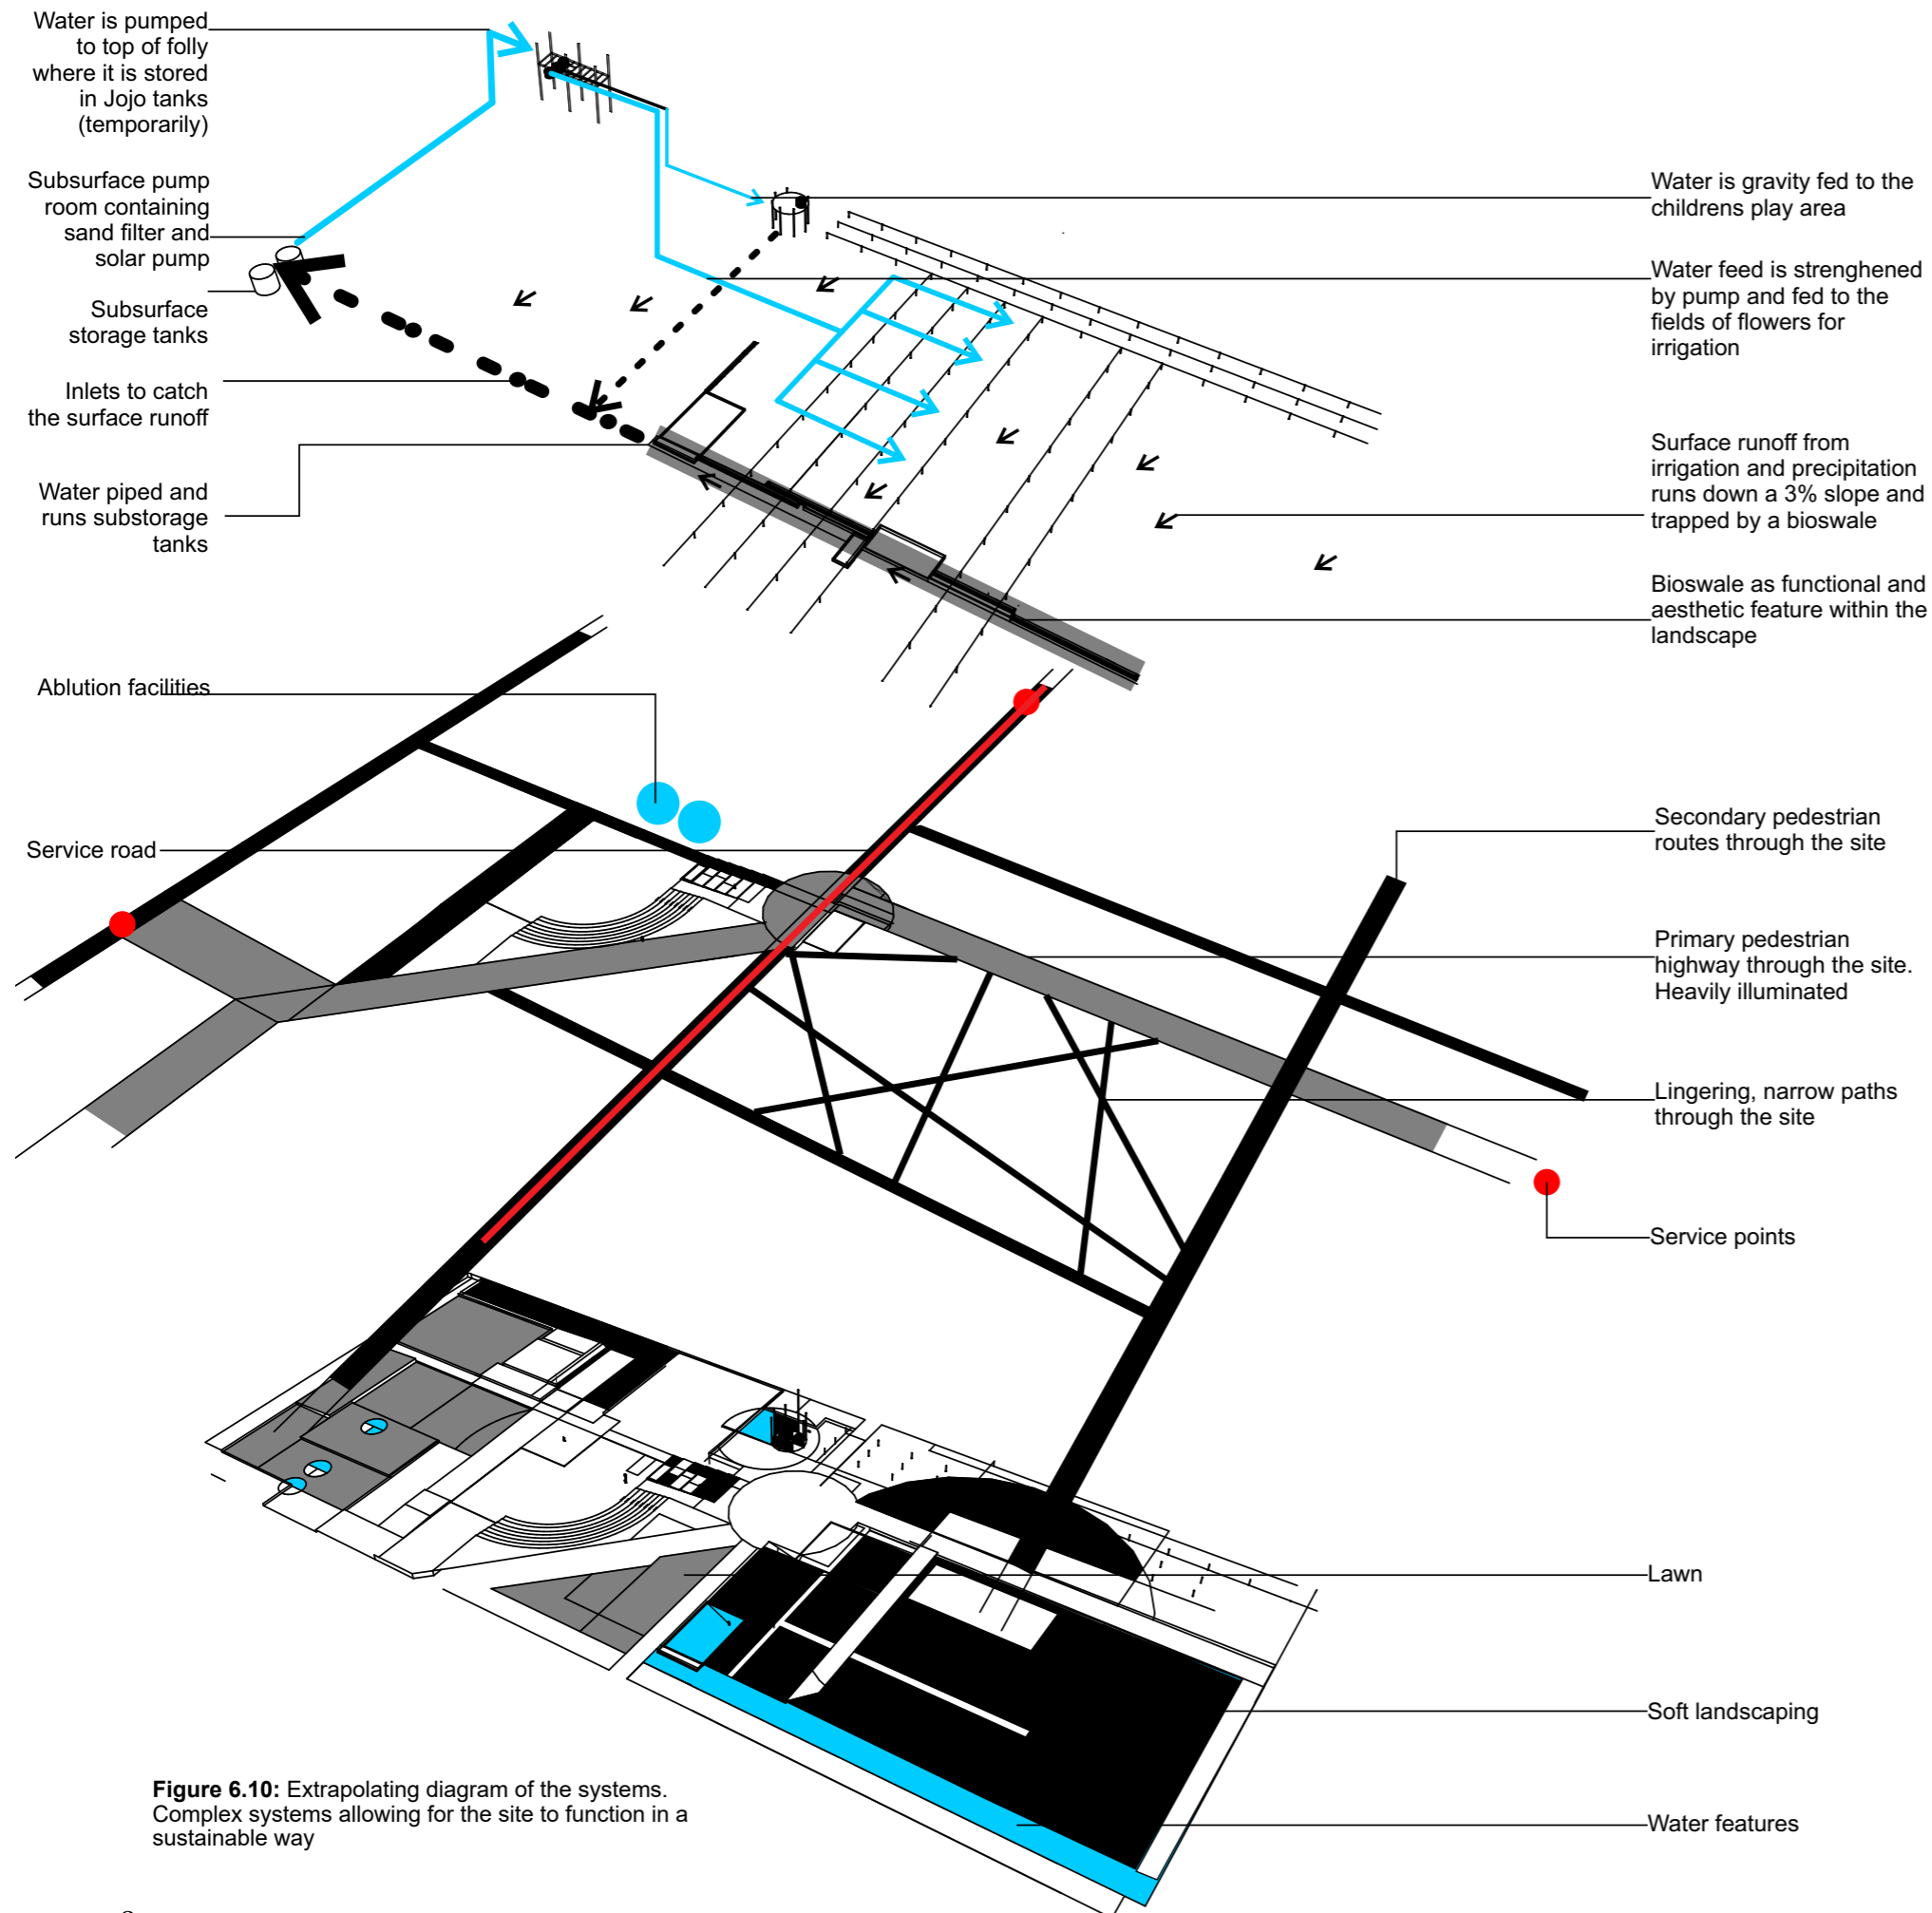 Water is pumped
to top of folly
where it is stored
in Jojo tanks
(temporarily)
Subsurface pump
room containing
sand filter and
solar pump
Subsurface
storage tanks
Inlets to catch
the surface runoff
Water piped and
runs substorage
tanks
Water is gravity fed to the
childrens play area
Water feed is strenghened
by pump and fed to the
fields of flowers for
irrigation
Surface runoff from
irrigation and precipitation
runs down a 3% slope and
trapped by a bioswale
Bioswale as functional and
aesthetic feature within the
landscape
Ablution facilities
Service road
Secondary pedestrian
routes through the site
Primary pedestrian
highway through the site.
Heavily illuminated
Lingering, narrow paths
through the site
Service points
Lawn
Soft landscaping
Water features
Figure 6.10: Extrapolating diagram of the systems.
Complex systems allowing for the site to function in a
sustainable way